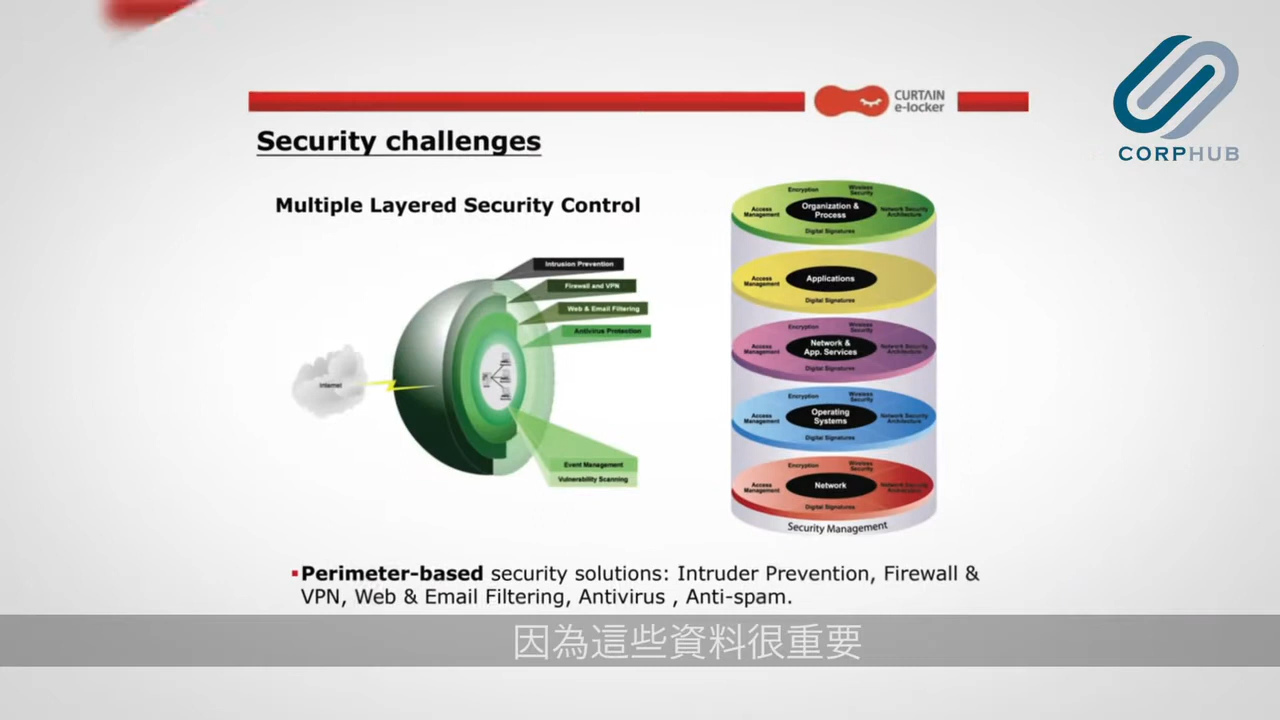 CURTAIN
e-locker
CORPHUB
Security challenges
Multiple Layered Security Control
Intrusion Prevention
Firewall and VPN
Web & Email Filtering
Antivirus Protection
Internet
Event Management
Vulnerability Scanning
Encryption
Wireless
Security
Access
Management
Organization &
Process
Network Security
Architecture
Digital Signatures
Access
Management
Applications
Digital Signatures
Encryption
Wireless
Security
Access
Management
Network &
App. Services
Network Security
Architecture
Digital Signatures
Encryption
Wireless
Security
Access
Management
Operating
Systems
Network Security
Architecture
Digital Signatures
Encryption
Wireless
Security
Access
Management
Network
Network Security
Architecture
Digital Signatures
Security Management
▪Perimeter-based security solutions: Intruder Prevention, Firewall &
VPN, Web & Email Filtering, Antivirus , Anti-spam.
因為這些資料很重要